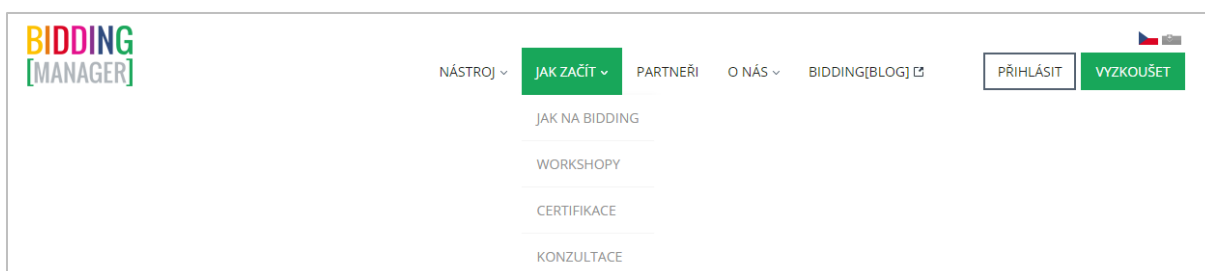 BIDDING
[MANAGER]
NÁSTROJ JAK ZAČÍT PARTNEŘI O NÁS BIDDING[BLOG] PŘIHLÁSIT VYZKOUŠET
JAK NA BIDDING
WORKSHOPY
CERTIFIKACE
KONZULTACE